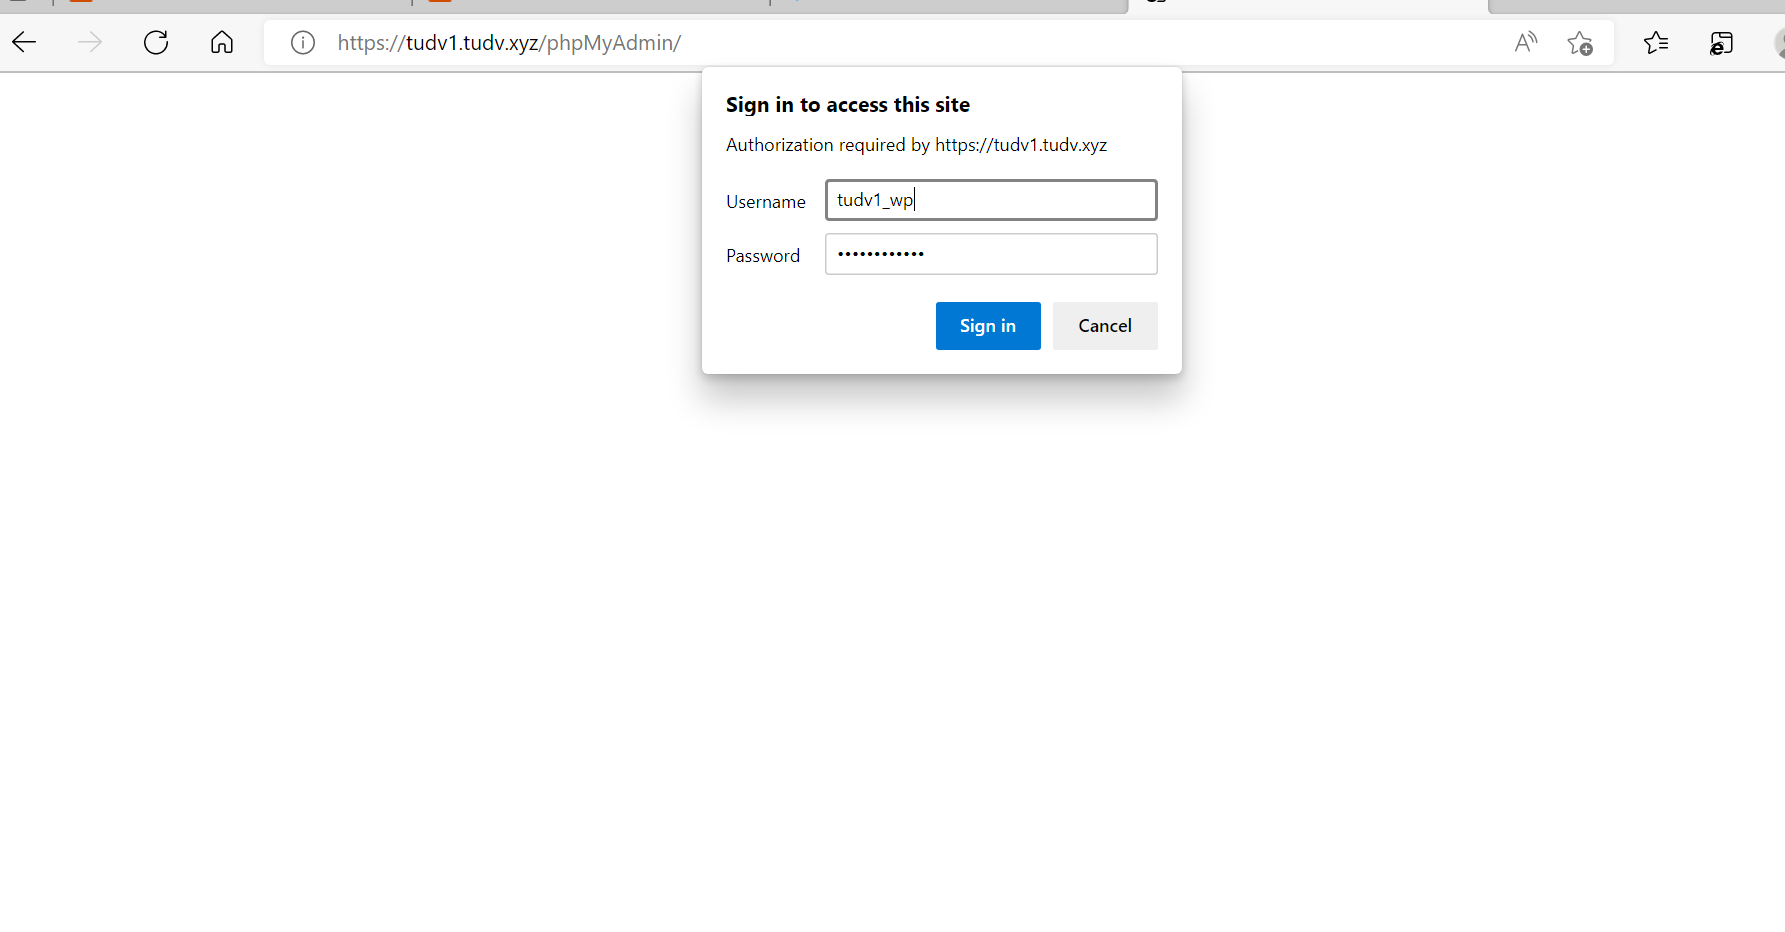 https://tudv1.tudv.xyz/phpMyAdmin/
Sign in to access this site
Authorization required by https://tudv1.tudv.xyz
Username tudv1_wp
Password ••••••••••••
Sign in Cancel